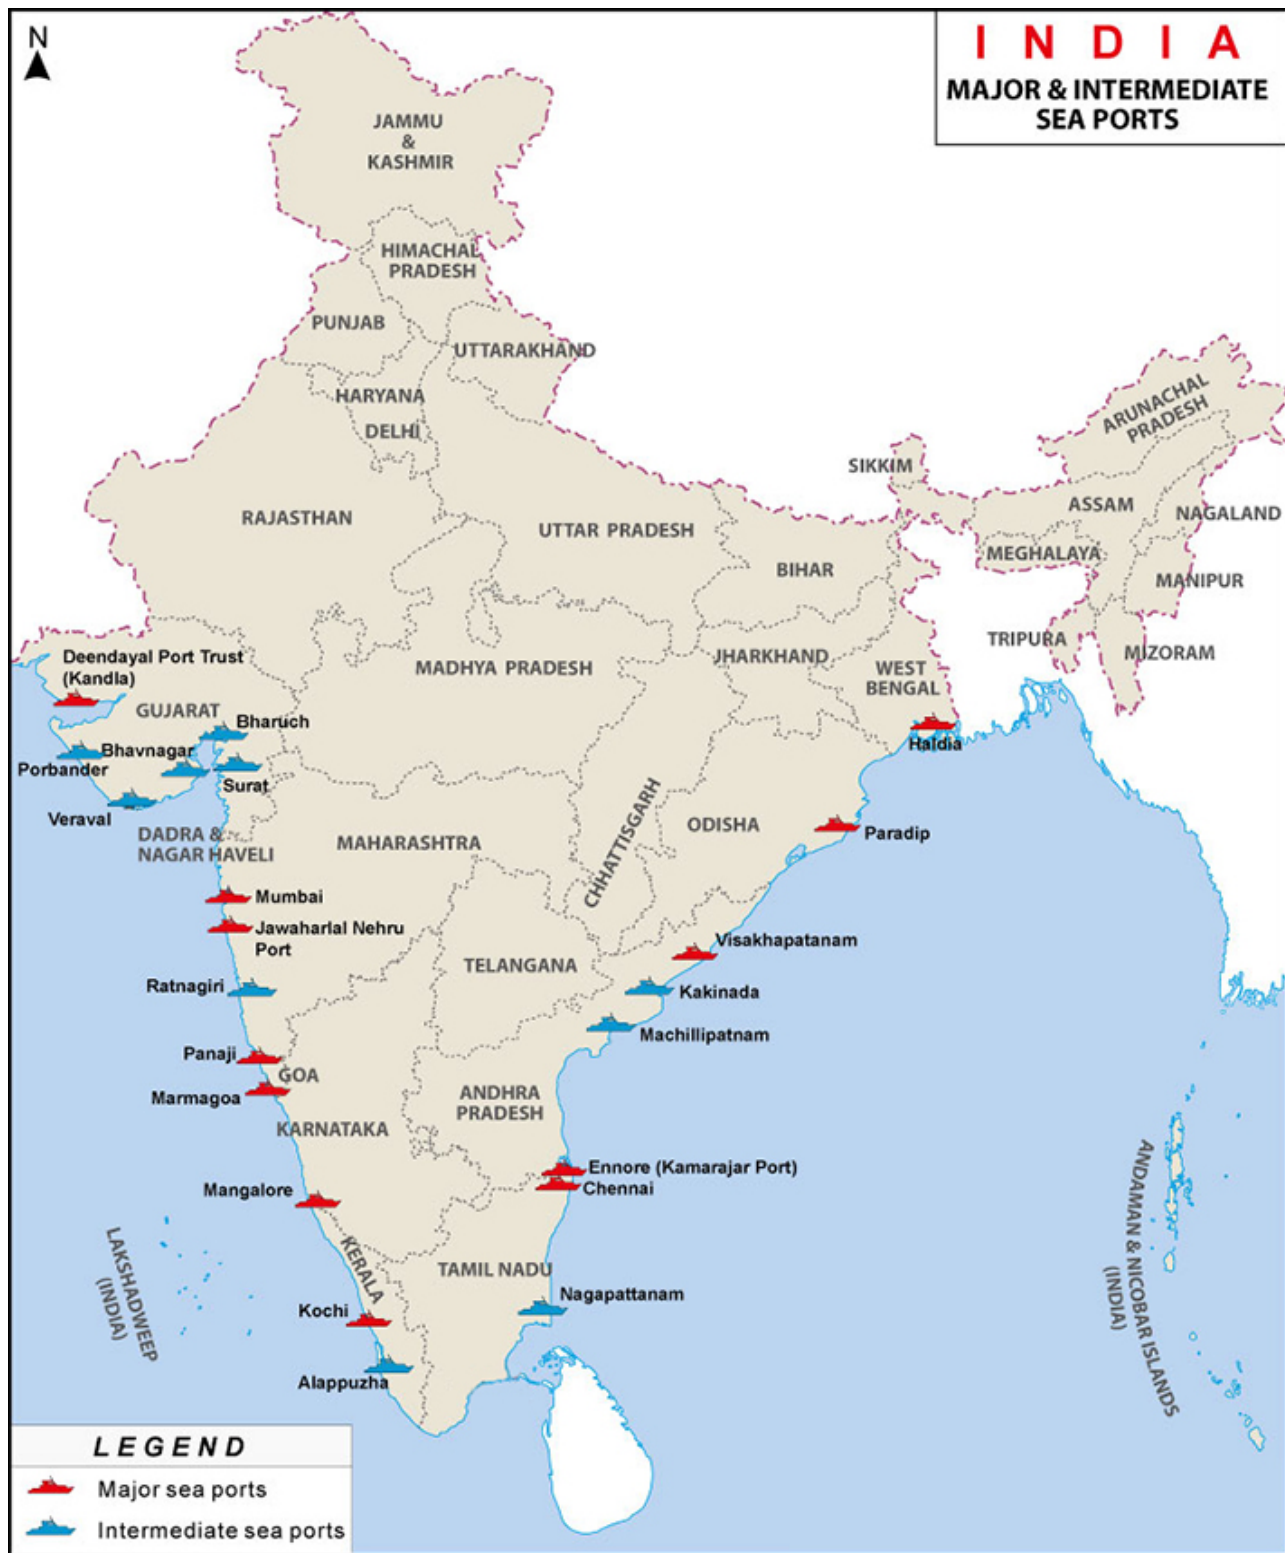 N
I N D I A
MAJOR & INTERMEDIATE
SEA PORTS
JAMMU
&
KASHMIR
HIMACHAL
PRADESH
PUNJAB
UTTARAKHAND
HARYANA
DELHI
ARUNACHAL
PRADESH
SIKKIM
RAJASTHAN
UTTAR PRADESH
ASSAM
NAGALAND
BIHAR
MEGHALAYA
MANIPUR
TRIPURA
MIZORAM
Deendayal Port Trust
(Kandla)
MADHYA PRADESH
JHARKHAND
WEST
BENGAL
GUJARAT
Bharuch
Bhavnagar
Porbander
Surat
Veraval
Haldia
DADRA &
NAGAR HAVELI
MAHARASHTRA
CHHATTISGARH
ODISHA
Paradip
Mumbai
Jawaharlal Nehru
Port
Visakhapatanam
TELANGANA
Ratnagiri
Kakinada
Machillipatnam
Panaji
GOA
Marmagoa
ANDHRA
PRADESH
KARNATAKA
Ennore (Kamarajar Port)
Chennai
Mangalore
LAKSHADWEEP
(INDIA)
KERALA
TAMIL NADU
ANDAMAN & NICOBAR ISLANDS
(INDIA)
Nagapattanam
Kochi
Alappuzha
LEGEND
Major sea ports
Intermediate sea ports